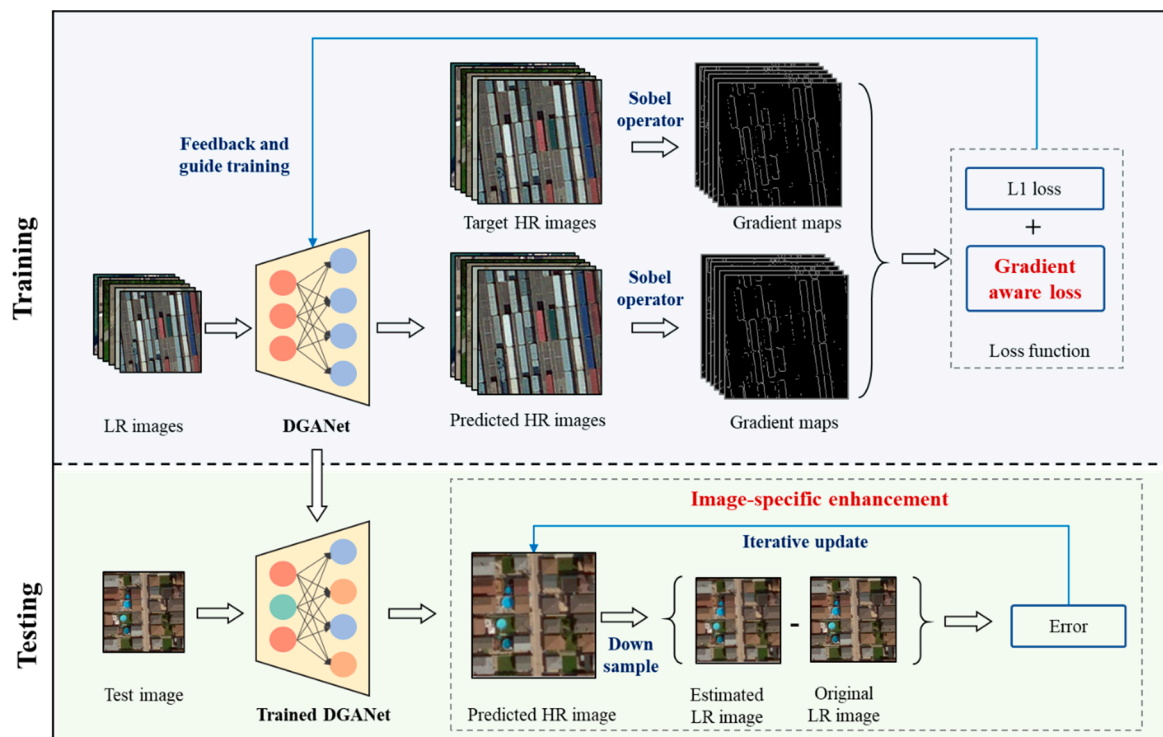 Training
Feedback and
guide training
Sobel
operator
Target HR images
Gradient maps
L1 loss
+
Gradient
aware loss
Loss function
Sobel
operator
LR images
DGANet
Predicted HR images
Gradient maps
Testing
Image-specific enhancement
Iterative update
Down
sample
-
Error
Test image
Trained DGANet
Predicted HR image
Estimated
LR image
Original
LR image